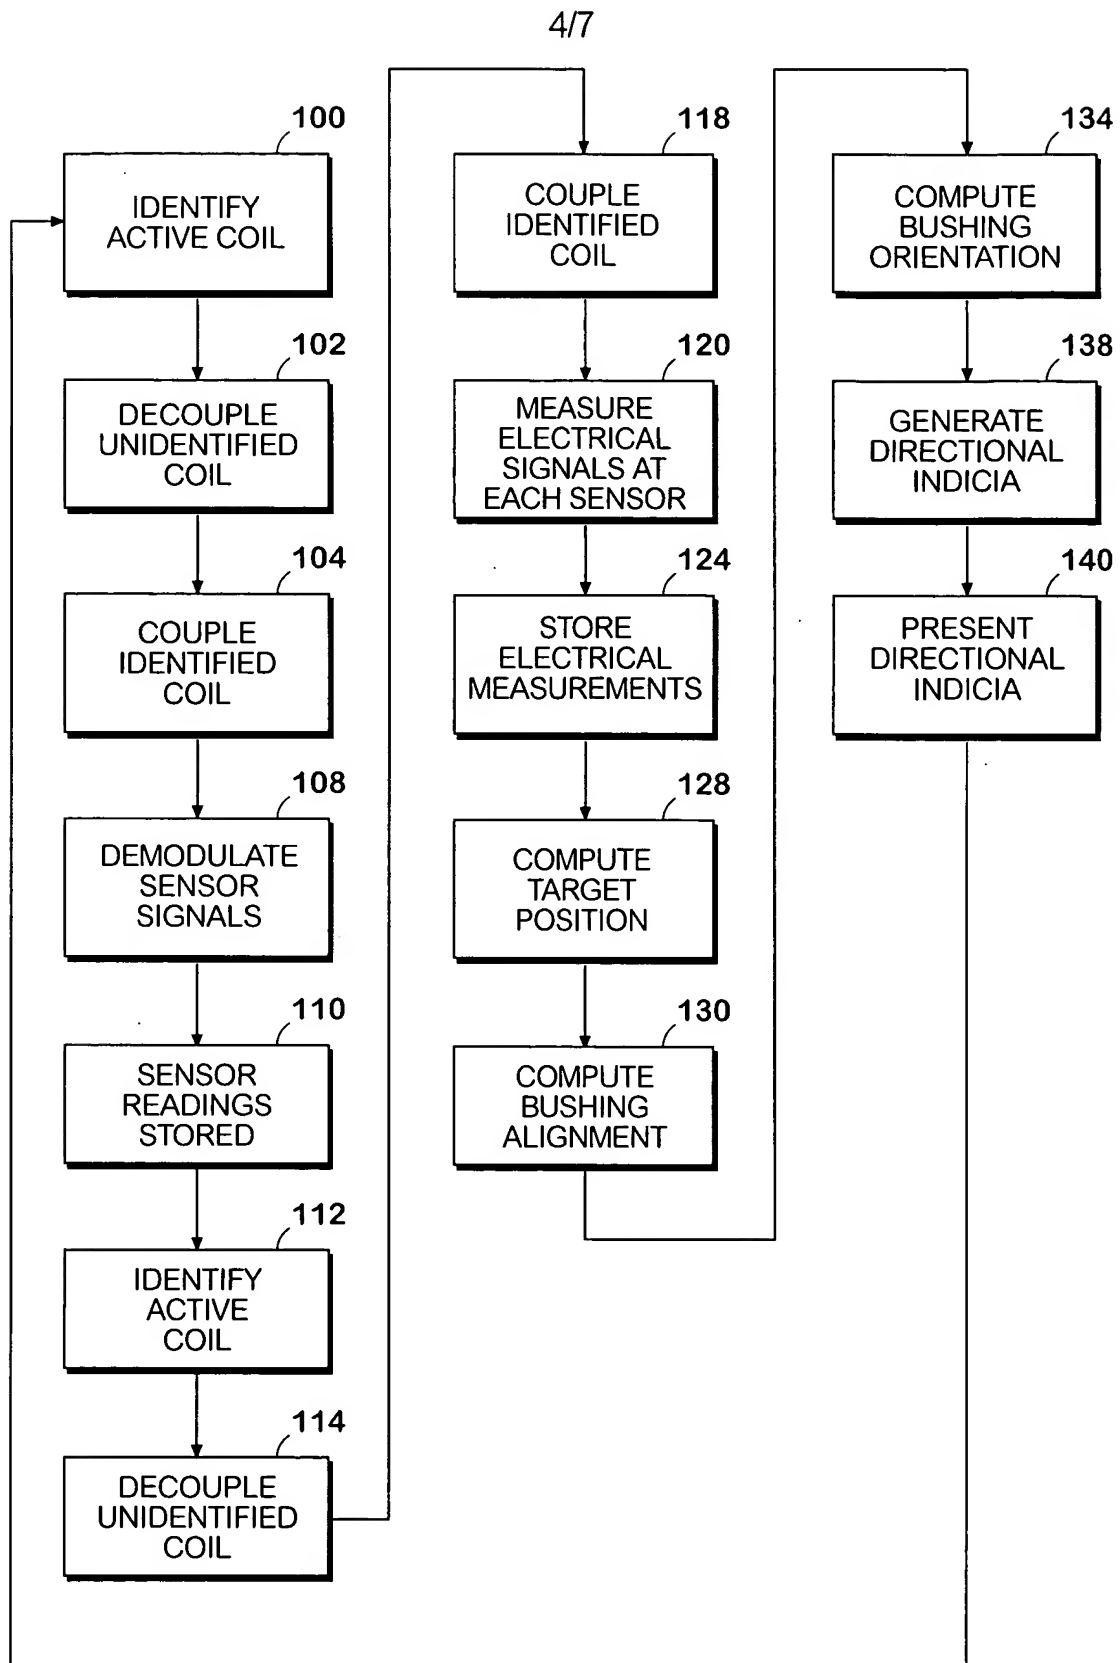 4/7
100
IDENTIFY
ACTIVE COIL
102
DECOUPLE
UNIDENTIFIED
COIL
104
COUPLE
IDENTIFIED
COIL
108
DEMODULATE
SENSOR
SIGNALS
110
SENSOR
READINGS
STORED
112
IDENTIFY
ACTIVE
COIL
114
DECOUPLE
UNIDENTIFIED
COIL
118
COUPLE
IDENTIFIED
COIL
120
MEASURE
ELECTRICAL
SIGNALS AT
EACH SENSOR
124
STORE
ELECTRICAL
MEASUREMENTS
128
COMPUTE
TARGET
POSITION
130
COMPUTE
BUSHING
ALIGNMENT
134
COMPUTE
BUSHING
ORIENTATION
138
GENERATE
DIRECTIONAL
INDICIA
140
PRESENT
DIRECTIONAL
INDICIA